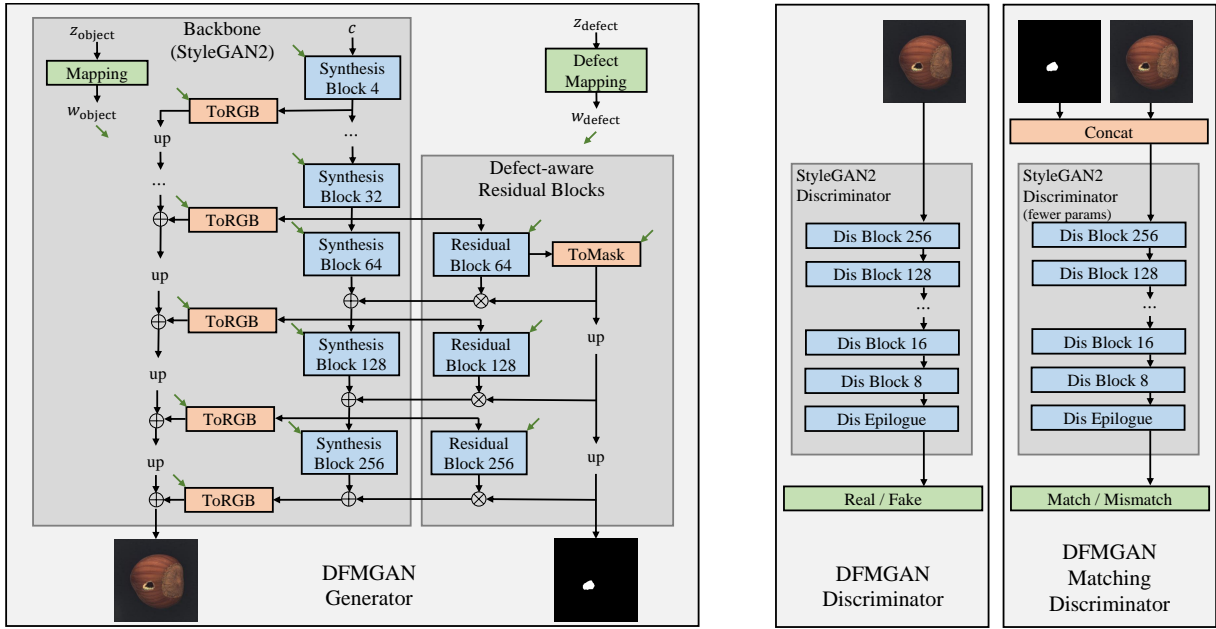 Backbone
(StyleGAN2)
z_object
Mapping
w_object
c
Synthesis
Block 4
ToRGB
up
...
...
Synthesis
Block 32
ToRGB
Synthesis
Block 64
up
ToRGB
Synthesis
Block 128
up
ToRGB
Synthesis
Block 256
up
ToRGB
z_defect
Defect
Mapping
w_defect
Defect-aware
Residual Blocks
Residual
Block 64
ToMask
up
Residual
Block 128
Residual
Block 256
up
DFMGAN
Generator
StyleGAN2
Discriminator
Dis Block 256
Dis Block 128
...
Dis Block 16
Dis Block 8
Dis Epilogue
Real / Fake
DFMGAN
Discriminator
Concat
StyleGAN2
Discriminator
(fewer params)
Dis Block 256
Dis Block 128
...
Dis Block 16
Dis Block 8
Dis Epilogue
Match / Mismatch
DFMGAN
Matching
Discriminator